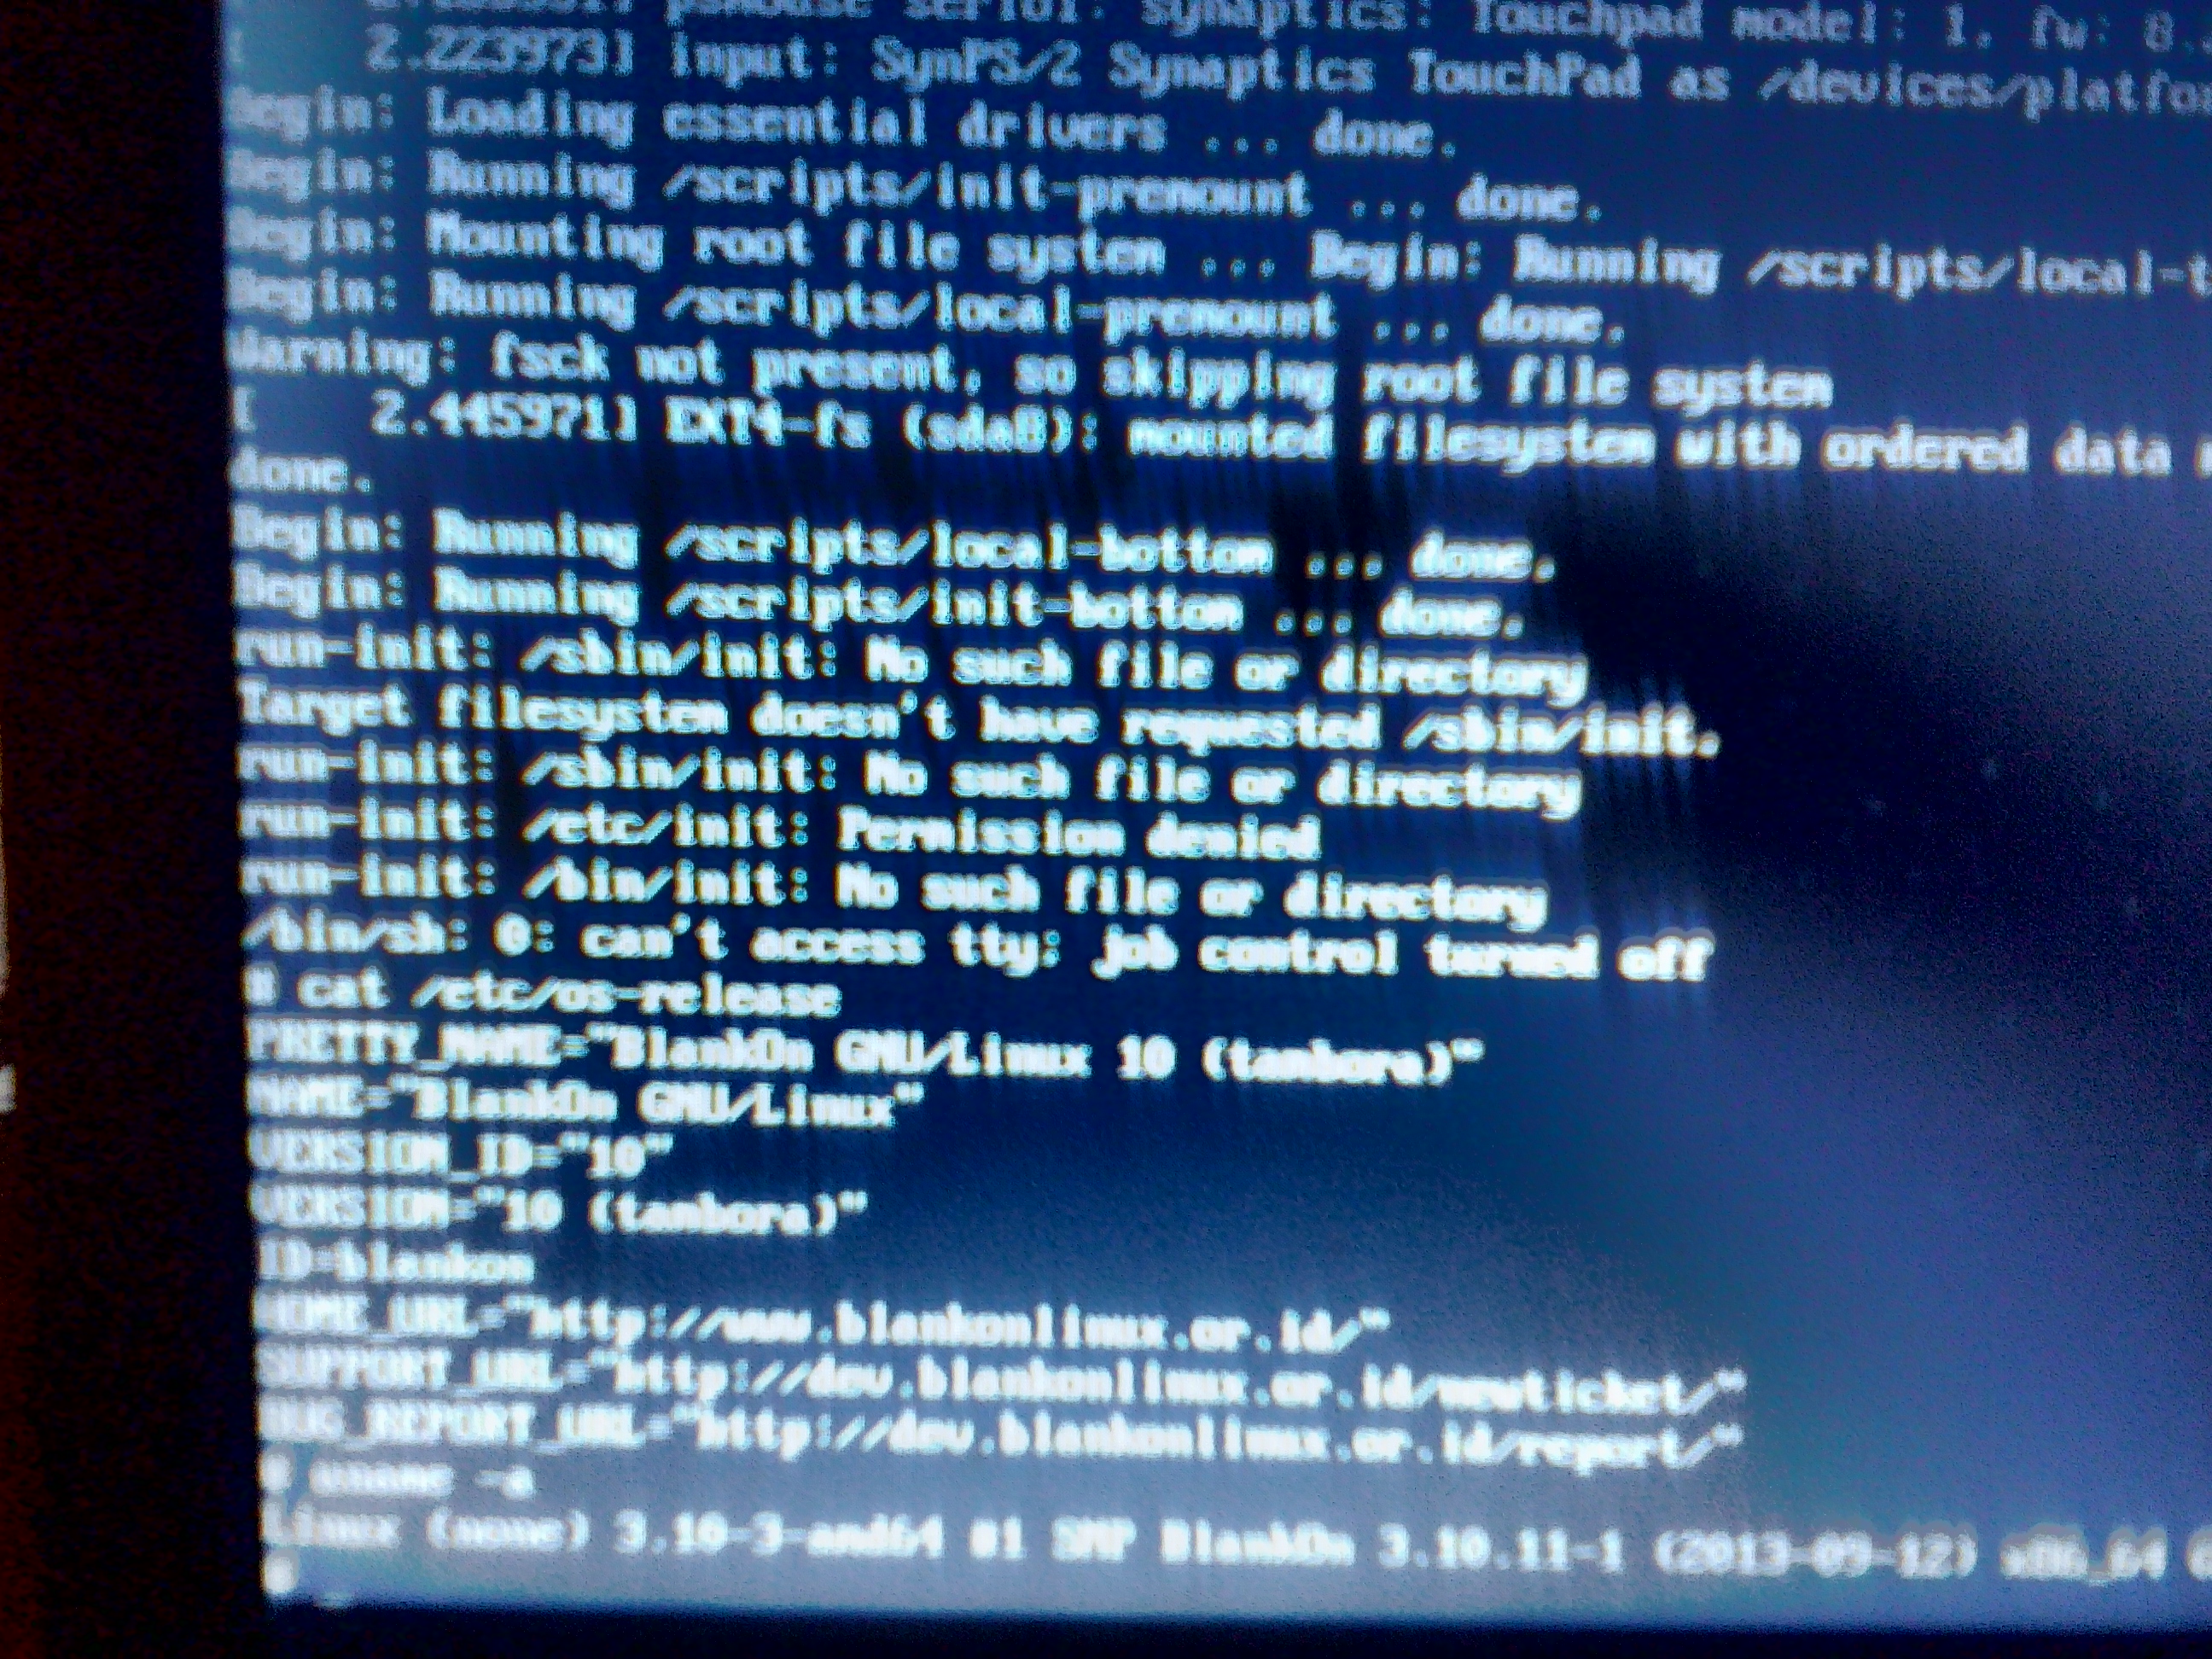 psmouse serio1: synaptics: Touchpad model: 1, fw: 8.
[    2.223973] input: SynPS/2 Synaptics TouchPad as /devices/platfo
Begin: Loading essential drivers ... done.
Begin: Running /scripts/init-premount ... done.
Begin: Mounting root file system ... Begin: Running /scripts/local-t
Begin: Running /scripts/local-premount ... done.
Warning: fsck not present, so skipping root file system
[    2.445971] EXT4-fs (sda8): mounted filesystem with ordered data
done.
Begin: Running /scripts/local-bottom ... done.
Begin: Running /scripts/init-bottom ... done.
run-init: /sbin/init: No such file or directory
Target filesystem doesn't have requested /sbin/init.
run-init: /sbin/init: No such file or directory
run-init: /etc/init: Permission denied
run-init: /bin/init: No such file or directory
/bin/sh: 0: can't access tty; job control turned off
# cat /etc/os-release
PRETTY_NAME="BlankOn GNU/Linux 10 (tambora)"
NAME="BlankOn GNU/Linux"
VERSION_ID="10"
VERSION="10 (tambora)"
ID=blankon
HOME_URL="http://www.blankonlinux.or.id/"
SUPPORT_URL="http://dev.blankonlinux.or.id/newticket/"
BUG_REPORT_URL="http://dev.blankonlinux.or.id/report/"
# uname -a
Linux (none) 3.10-3-amd64 #1 SMP BlankOn 3.10.11-1 (2013-09-12) x86_64
# _